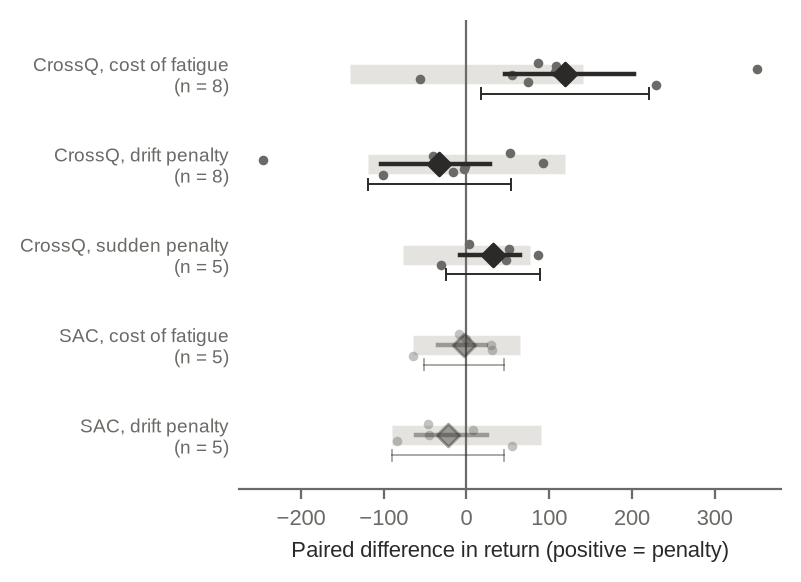 CrossQ, cost of fatigue
(n = 8)
CrossQ, drift penalty
(n = 8)
CrossQ, sudden penalty
(n = 5)
SAC, cost of fatigue
(n = 5)
SAC, drift penalty
(n = 5)
−200 −100 0 100 200 300
Paired difference in return (positive = penalty)